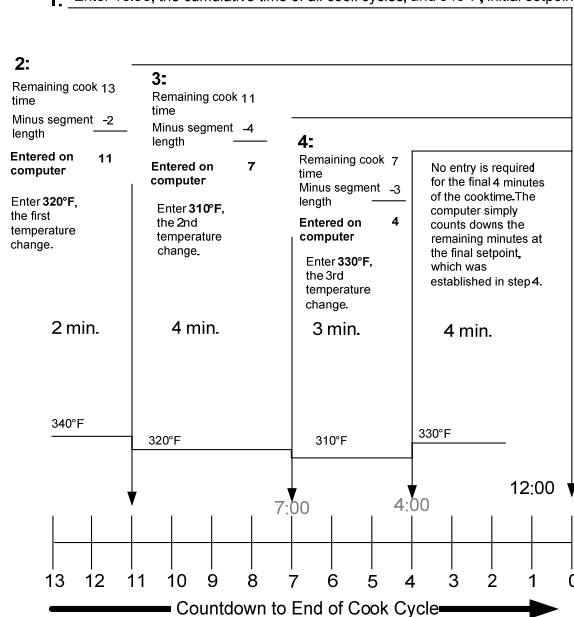 1: Enter the cumulative time of all cook cycles, and initial setpoint
2:
Remaining cook 13
time
Minus segment -2
length
Entered on 11
computer
Enter 320°F,
the first
temperature
change.
3:
Remaining cook 11
time
Minus segment -4
length
Entered on 7
computer
Enter 310°F,
the 2nd
temperature
change.
4:
Remaining cook 7
time
Minus segment -3
length
Entered on 4
computer
Enter 330°F,
the 3rd
temperature
change.
No entry is required
for the final 4 minutes
of the cooktime. The
computer simply
counts downs the
remaining minutes at
the final setpoint,
which was
established in step 4.
2 min. 4 min. 3 min. 4 min.
340°F 320°F 310°F 330°F
7:00 4:00 12:00
13 12 11 10 9 8 7 6 5 4 3 2 1 0
Countdown to End of Cook Cycle